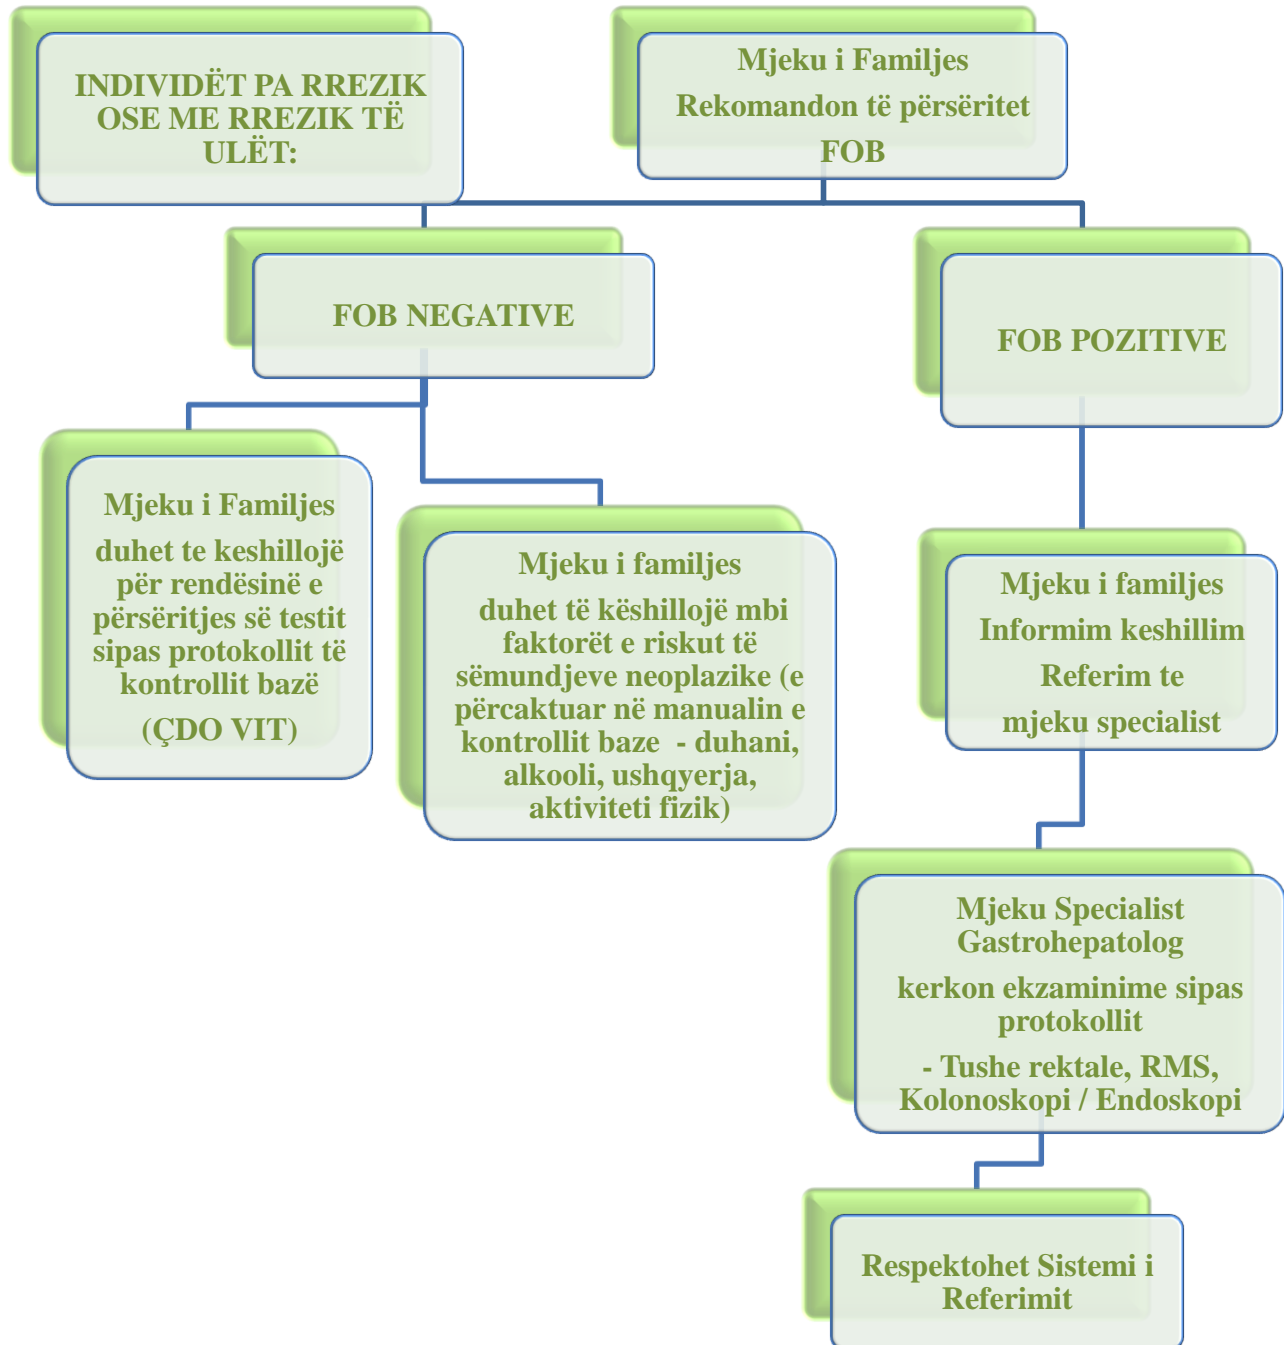 INDIVIDËT PA RREZIK
OSE ME RREZIK TË
ULËT:
Mjeku i Familjes
Rekomandon të përsëritet
FOB
FOB NEGATIVE
FOB POZITIVE
Mjeku i Familjes
duhet te keshillojë
për rendësinë e
përsëritjes së testit
sipas protokollit të
kontrollit bazë
(ÇDO VIT)
Mjeku i familjes
duhet të këshillojë mbi
faktorët e riskut të
sëmundjeve neoplazike (e
përcaktuar në manualin e
kontrollit baze - duhani,
alkooli, ushqyerja,
aktiviteti fizik)
Mjeku i familjes
Informim keshillim
Referim te
mjeku specialist
Mjeku Specialist
Gastrohepatolog
kerkon ekzaminime sipas
protokollit
- Tushe rektale, RMS,
Kolonoskopi / Endoskopi
Respektohet Sistemi i
Referimit